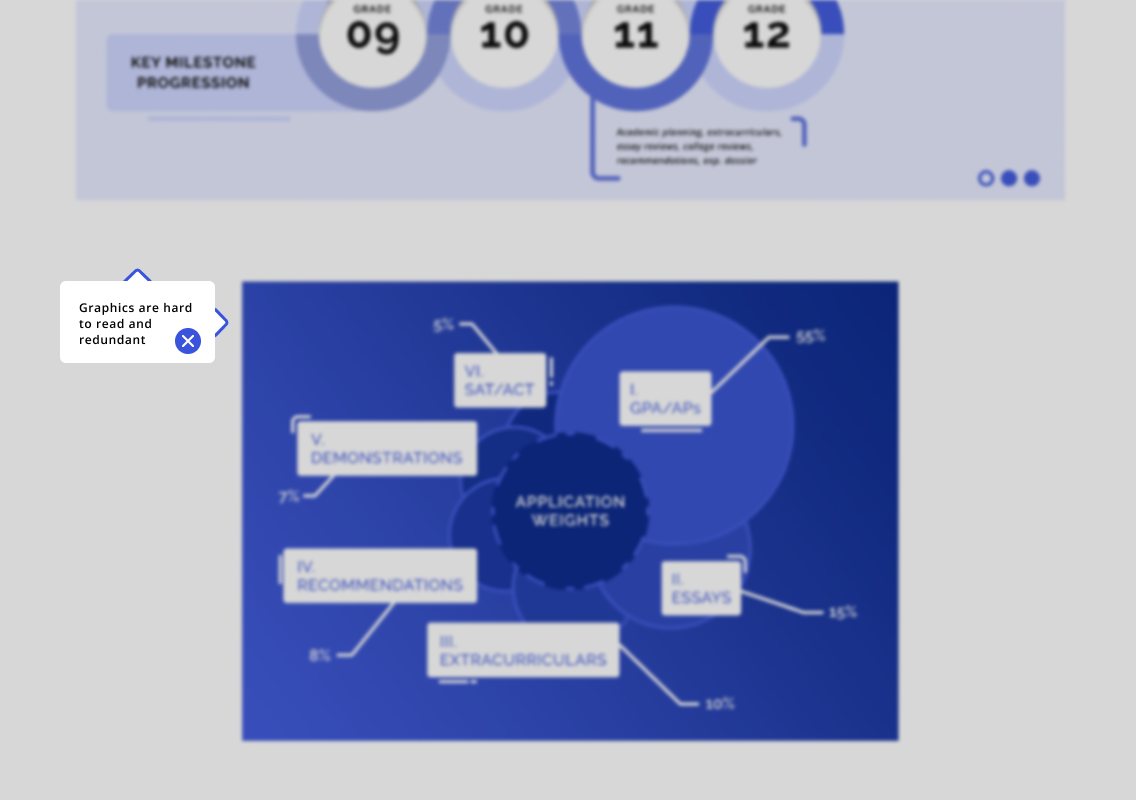 GRADE
09
GRADE
10
GRADE
11
GRADE
12
KEY MILESTONE
PROGRESSION
Academic planning, extracurriculars,
essay reviews, college reviews,
recommendations, exp. dossier
Graphics are hard
to read and
redundant
5%
VI.
SAT/ACT
55%
I.
GPA/APs
V.
DEMONSTRATIONS
7%
APPLICATION
WEIGHTS
IV.
RECOMMENDATIONS
8%
II.
ESSAYS
15%
III.
EXTRACURRICULARS
10%